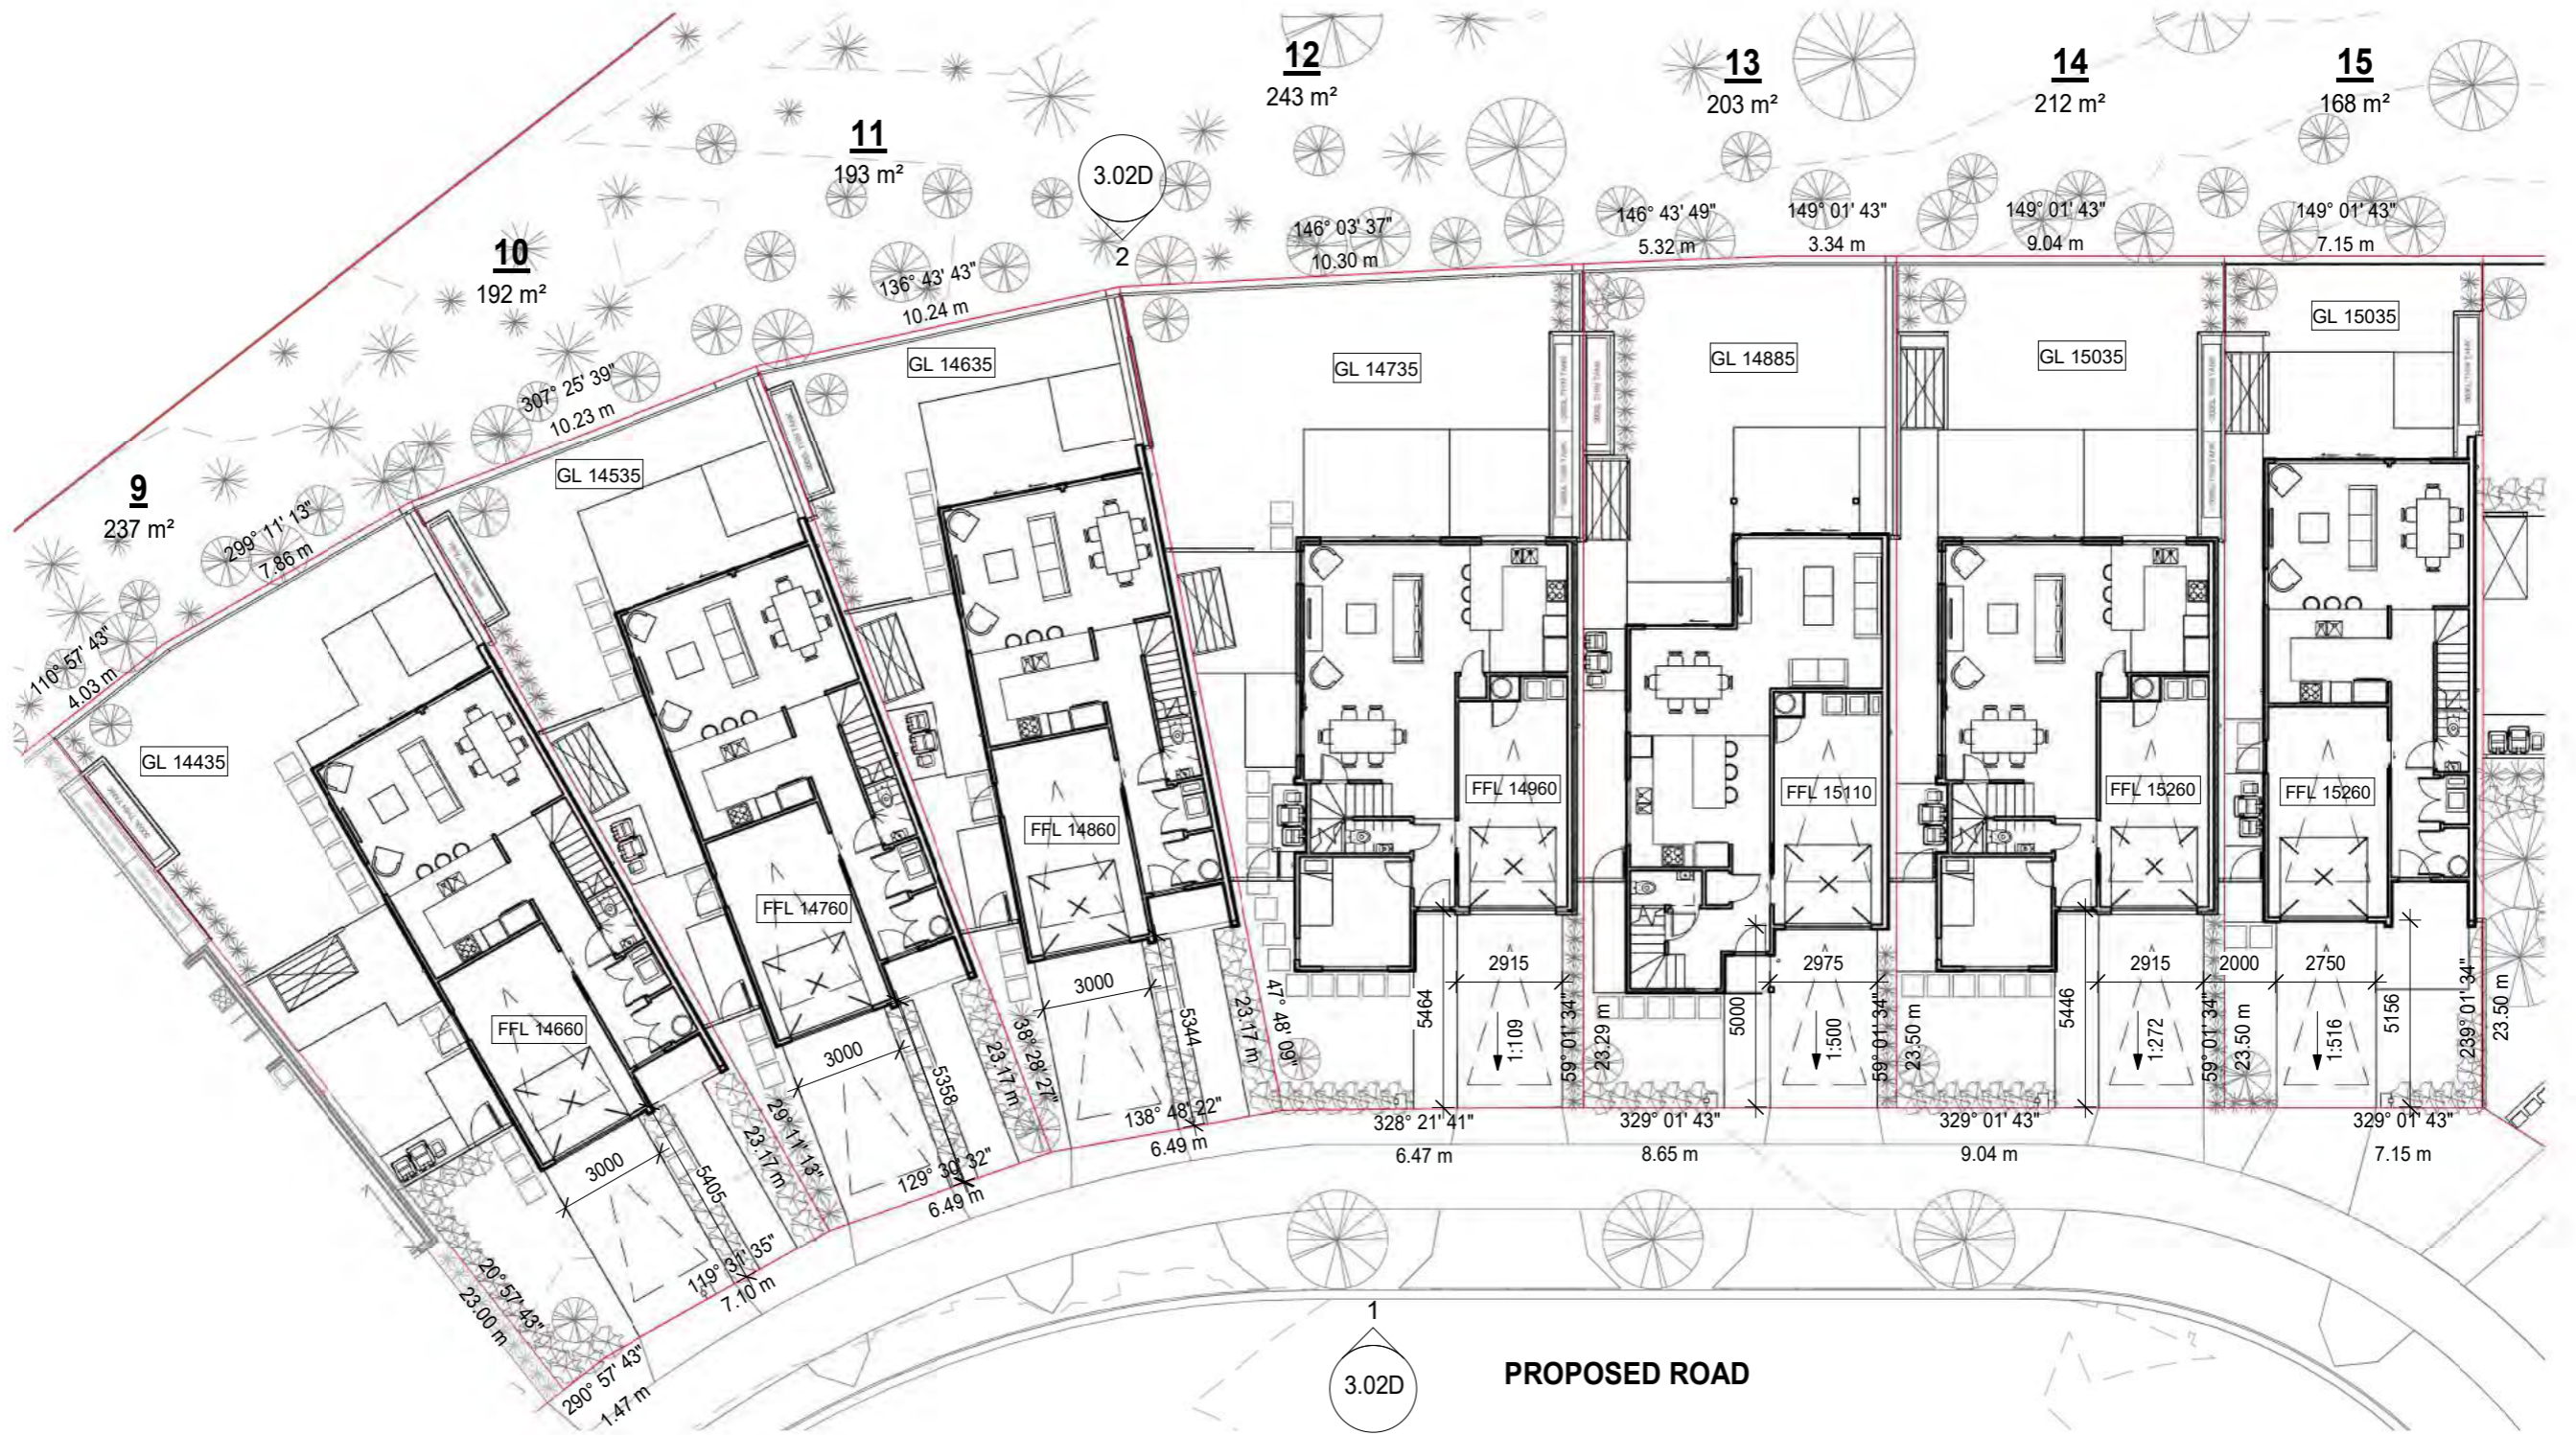 12
243 m²
13
203 m²
14
212 m²
15
168 m²
11
193 m²
3.02D
2
10
192 m²
9
237 m²
110° 57' 43"
4.03 m
299° 11' 13"
7.86 m
307° 25' 39"
10.23 m
136° 43' 43"
10.24 m
146° 03' 37"
10.30 m
146° 43' 49"
5.32 m
149° 01' 43"
3.34 m
149° 01' 43"
9.04 m
149° 01' 43"
7.15 m
GL 14435
GL 14535
GL 14635
GL 14735
GL 14885
GL 15035
GL 15035
FFL 14660
FFL 14760
FFL 14860
FFL 14960
FFL 15110
FFL 15260
FFL 15260
3000
5405
3000
5358
3000
5344
5464
2915
1:109
5000
2975
1:500
5446
2915
1:272
2000
2750
1:516
5156
20° 57' 43"
23.00 m
29° 11' 13"
23.17 m
38° 28' 27"
23.17 m
47° 48' 09"
23.17 m
59° 01' 34"
23.29 m
59° 01' 34"
23.50 m
59° 01' 34"
23.50 m
239° 01' 34"
23.50 m
290° 57' 43"
1.47 m
119° 31' 35"
7.10 m
129° 30' 32"
6.49 m
138° 48' 22"
6.49 m
328° 21' 41"
6.47 m
329° 01' 43"
8.65 m
329° 01' 43"
9.04 m
329° 01' 43"
7.15 m
1
3.02D
PROPOSED ROAD